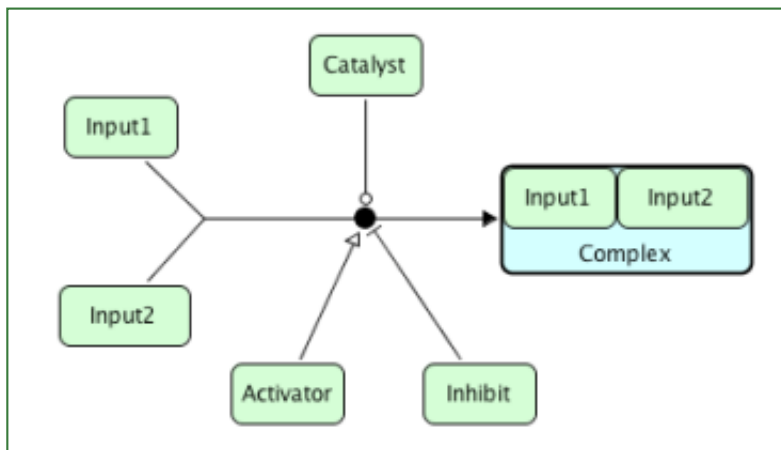 Catalyst
Input1
Input1 Input2
Complex
Input2
Activator Inhibit